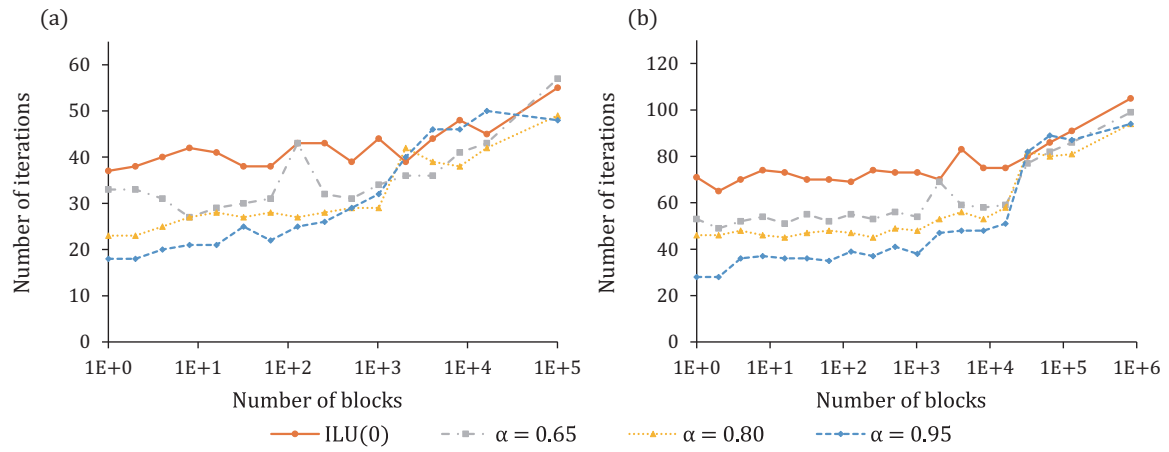 (a)
Number of iterations
60
50
40
30
20
10
0
1E+0 1E+1 1E+2 1E+3 1E+4 1E+5
Number of blocks
(b)
Number of iterations
120
100
80
60
40
20
0
1E+0 1E+1 1E+2 1E+3 1E+4 1E+5 1E+6
Number of blocks
ILU(0) α = 0.65 α = 0.80 α = 0.95